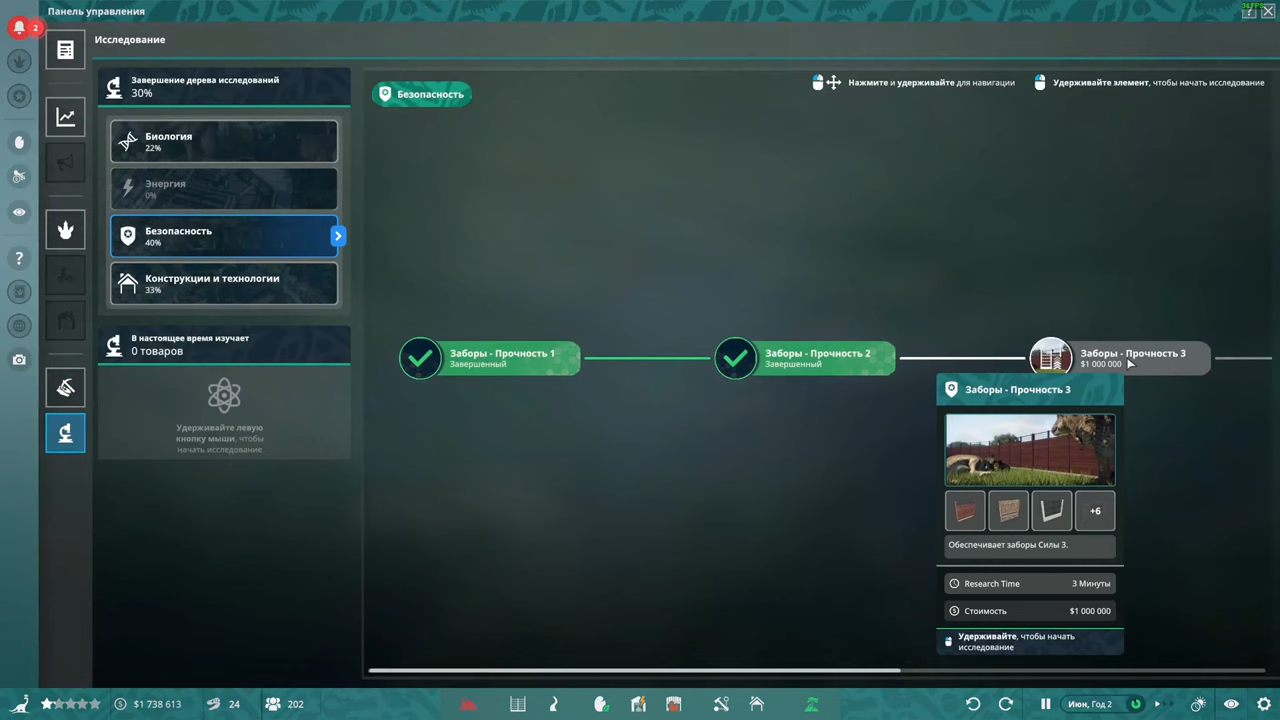 34 FPS
Панель управления
2
Исследование
Завершение дерева исследований
30%
Биология
22%
Энергия
0%
Безопасность
40%
Конструкции и технологии
33%
В настоящее время изучает
0 товаров
Удерживайте левую
кнопку мыши, чтобы
начать исследование
Безопасность
Нажмите и удерживайте для навигации
Удерживайте элемент, чтобы начать исследование
Заборы - Прочность 1
Завершенный
Заборы - Прочность 2
Завершенный
Заборы - Прочность 3
$1 000 000
Заборы - Прочность 3
+6
Обеспечивает заборы Силы 3.
Research Time 3 Минуты
Стоимость $1 000 000
Удерживайте, чтобы начать
исследование
$1 738 613 24 202 Июн, Год 2